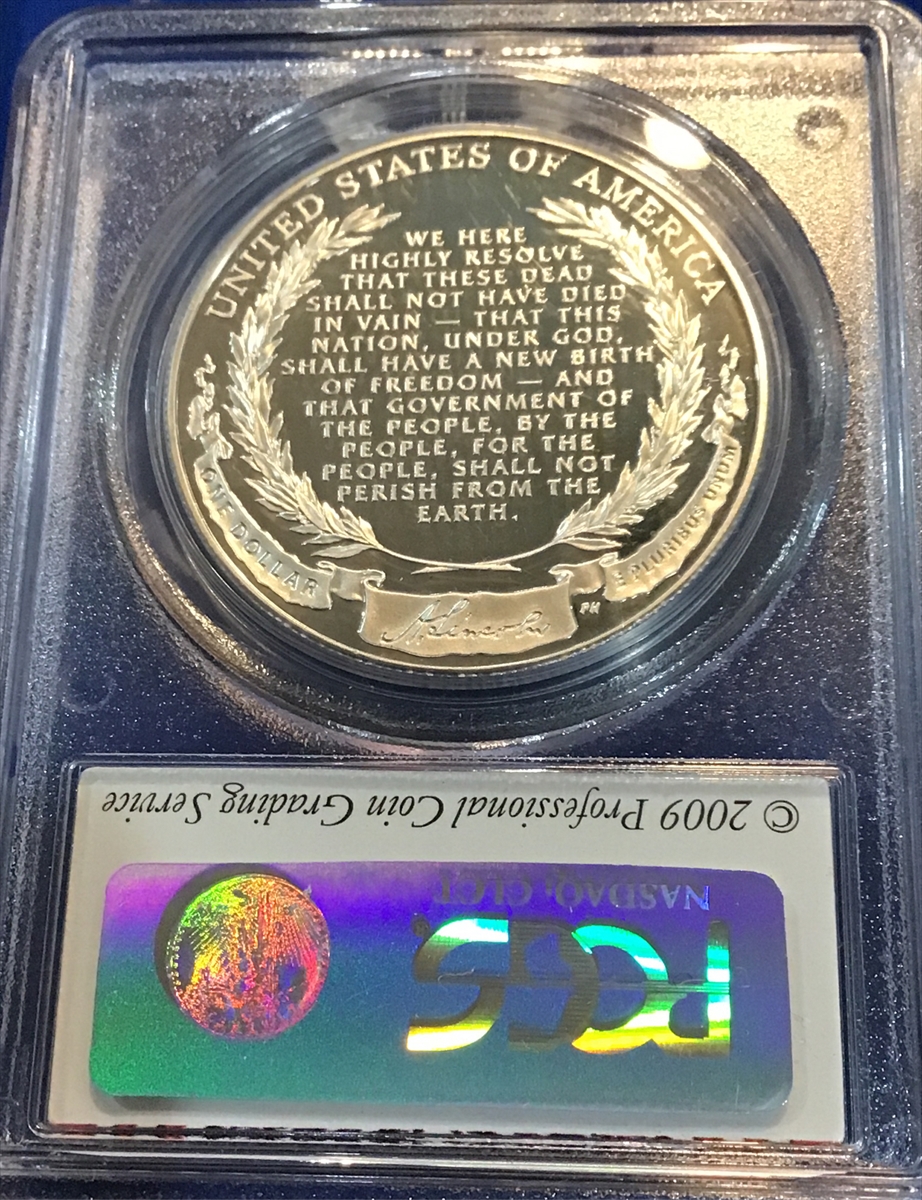 UNITED STATES OF AMERICA
WE HERE
HIGHLY RESOLVE
THAT THESE DEAD
SHALL NOT HAVE DIED
IN VAIN — THAT THIS
NATION, UNDER GOD,
SHALL HAVE A NEW BIRTH
OF FREEDOM — AND
THAT GOVERNMENT OF
THE PEOPLE, BY THE
PEOPLE, FOR THE
PEOPLE, SHALL NOT
PERISH FROM THE
EARTH.
ONE DOLLAR
A. Lincoln
PH
E PLURIBUS UNUM
© 2009 Professional Coin Grading Service
NASDAQ: CLCT
PCGS